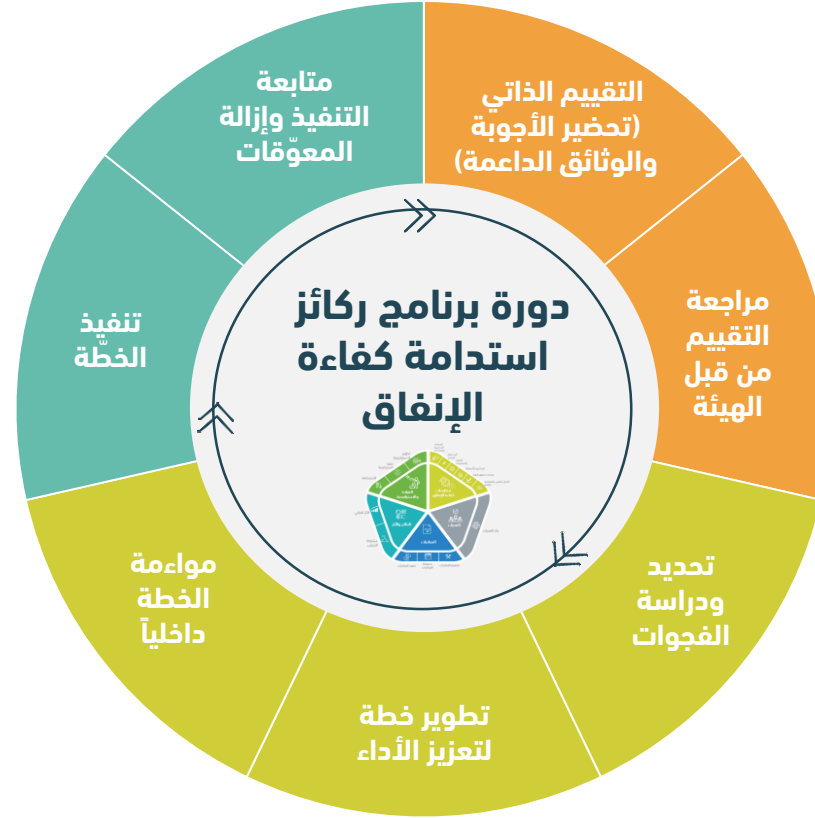 دورة برنامج ركائز
استدامة كفاءة
الإنفاق
التقييم الذاتي
(تحضير الأجوبة
والوثائق الداعمة)
مراجعة
التقييم
من قبل
الهيئة
تحديد
ودراسة
الفجوات
تطوير خطة
لتعزيز الأداء
مواءمة
الخطة
داخلياً
تنفيذ
الخطّة
متابعة
التنفيذ وإزالة
المعوّقات